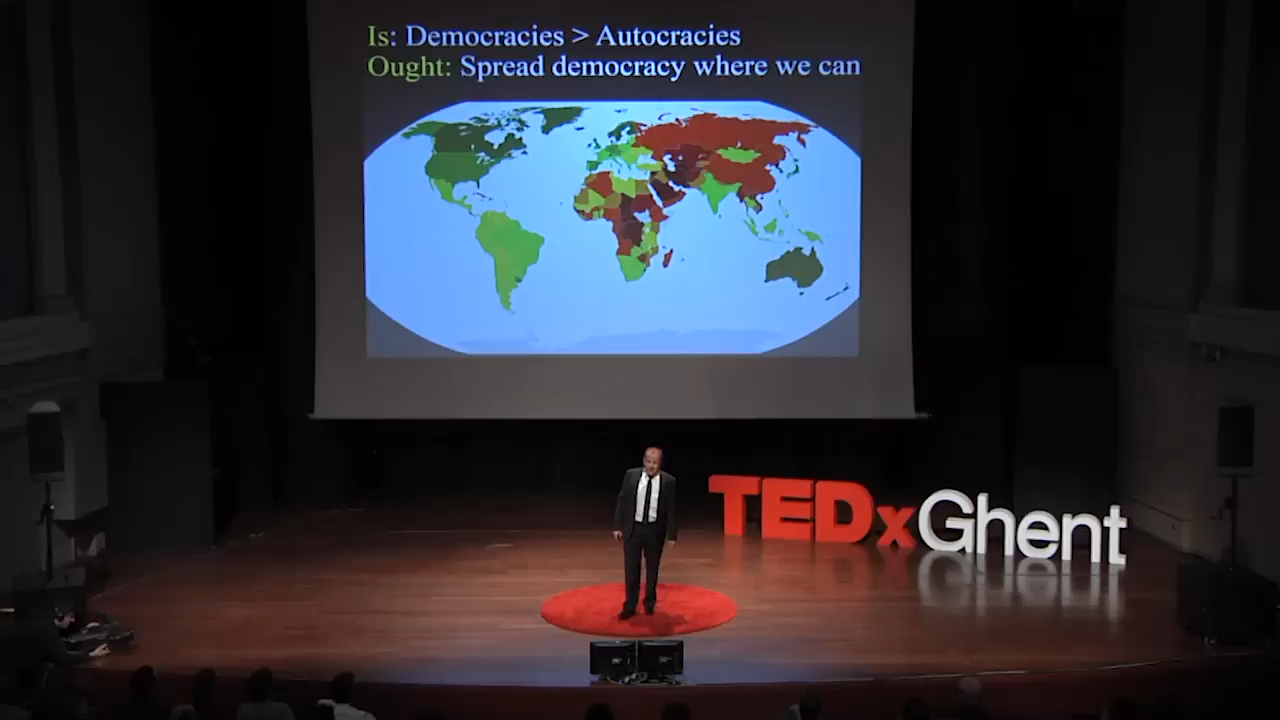 Is: Democracies > Autocracies
Ought: Spread democracy where we can
TEDxGhent